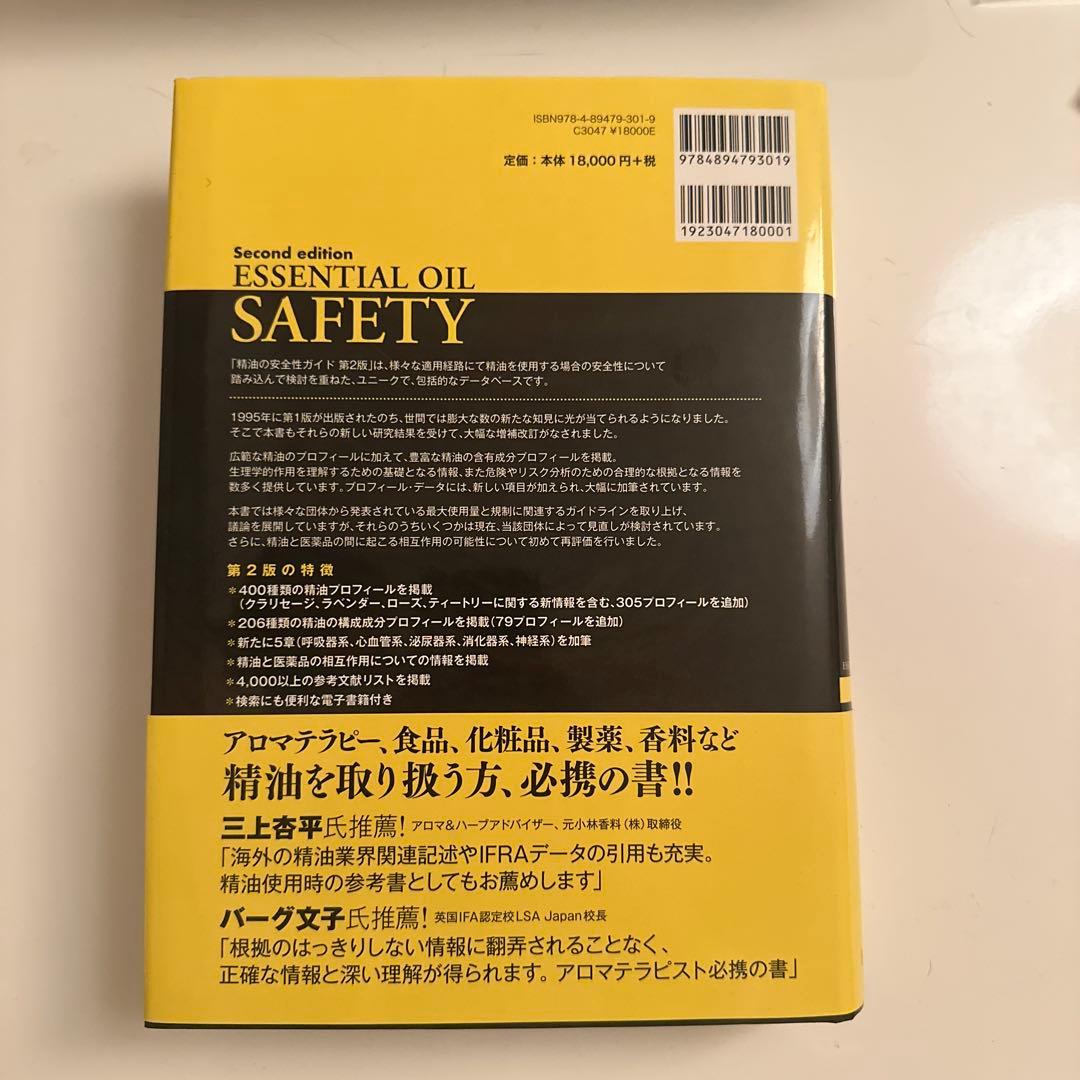 ISBN978-4-89479-301-9
C3047 ¥18000E
定価：本体 18,000 円＋税
9784894793019
1923047180001
Second edition
ESSENTIAL OIL
SAFETY
「精油の安全性ガイド 第2版」は、様々な適用経路にて精油を使用する場合の安全性について
踏み込んで検討を重ねた、ユニークで、包括的なデータベースです。
1995年に第1版が出版されたのち、世間では膨大な数の新たな知見に光が当てられるようになりました。
そこで本書もそれらの新しい研究結果を受けて、大幅な増補改訂がなされました。
広範な精油のプロフィールに加えて、豊富な精油の含有成分プロフィールを掲載。
生理学的作用を理解するための基礎となる情報、また危険やリスク分析のための合理的な根拠となる情報を
数多く提供しています。プロフィール・データには、新しい項目が加えられ、大幅に加筆されています。
本書では様々な団体から発表されている最大使用量と規制に関連するガイドラインを取り上げ、
議論を展開していますが、それらのうちいくつかは現在、当該団体によって見直しが検討されています。
さらに、精油と医薬品の間に起こる相互作用の可能性について初めて再評価を行いました。
第2版の特徴
＊400種類の精油プロフィールを掲載
（クラリセージ、ラベンダー、ローズ、ティートリーに関する新情報を含む、305プロフィールを追加）
＊206種類の精油の構成成分プロフィールを掲載（79プロフィールを追加）
＊新たに5章（呼吸器系、心血管系、泌尿器系、消化器系、神経系）を加筆
＊精油と医薬品の相互作用についての情報を掲載
＊4,000以上の参考文献リストを掲載
＊検索にも便利な電子書籍付き
アロマテラピー、食品、化粧品、製薬、香料など
精油を取り扱う方、必携の書!!
三上杏平氏推薦！ アロマ&ハーブアドバイザー、元小林香料（株）取締役
「海外の精油業界関連記述やIFRAデータの引用も充実。
精油使用時の参考書としてもお薦めします」
バーグ文子氏推薦！ 英国IFA認定校LSA Japan校長
「根拠のはっきりしない情報に翻弄されることなく、
正確な情報と深い理解が得られます。アロマテラピスト必携の書」